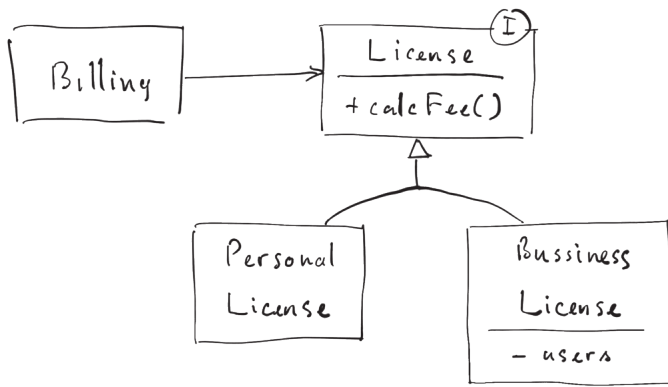 I
License
Billing
+ calcFee()
Personal
License
Bussiness
License
- users